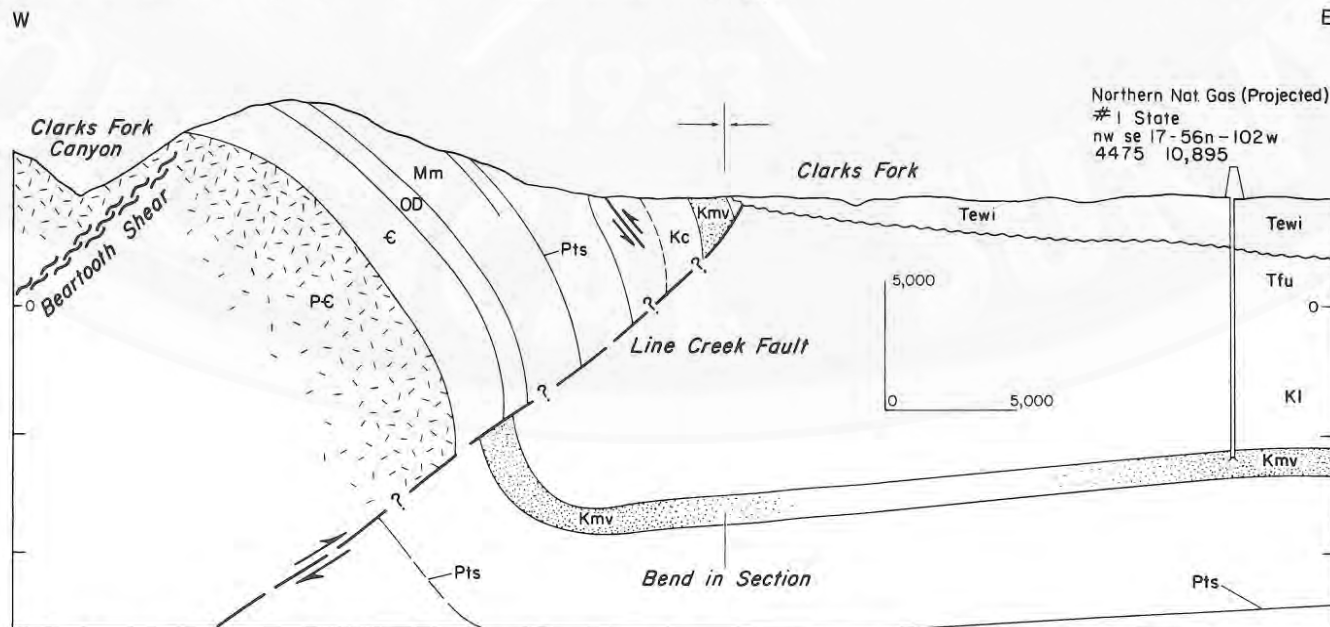 W
E
Northern Nat. Gas (Projected)
# 1 State
nw se 17-56n-102w
4475 10,895
Clarks Fork
Canyon
Clarks Fork
Mm
OD
Є
Kmv
Kc
Pts
Tewi
Tewi
Beartooth Shear
PЄ
0
?
?
Tfu
0
5,000
Line Creek Fault
0
5,000
?
Kl
Kmv
?
Kmv
Pts
Bend in Section
Pts
1933